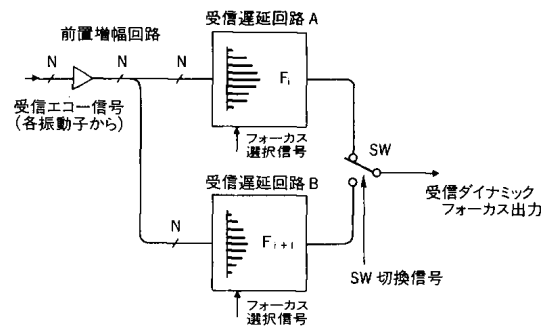 受信遅延回路 A
前置増幅回路
N
N
N
F i
受信エコー信号
(各振動子から)
フォーカス
選択信号
SW
受信ダイナミック
フォーカス出力
受信遅延回路 B
N
F i + 1
SW 切換信号
フォーカス
選択信号